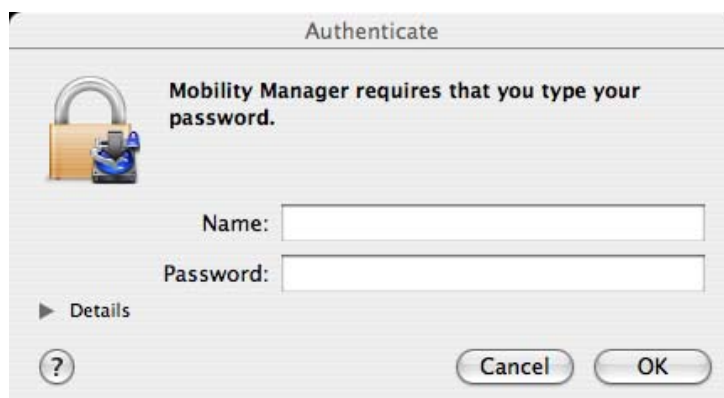 Authenticate
Mobility Manager requires that you type your
password.
Name:
Password:
Details
?
Cancel
OK